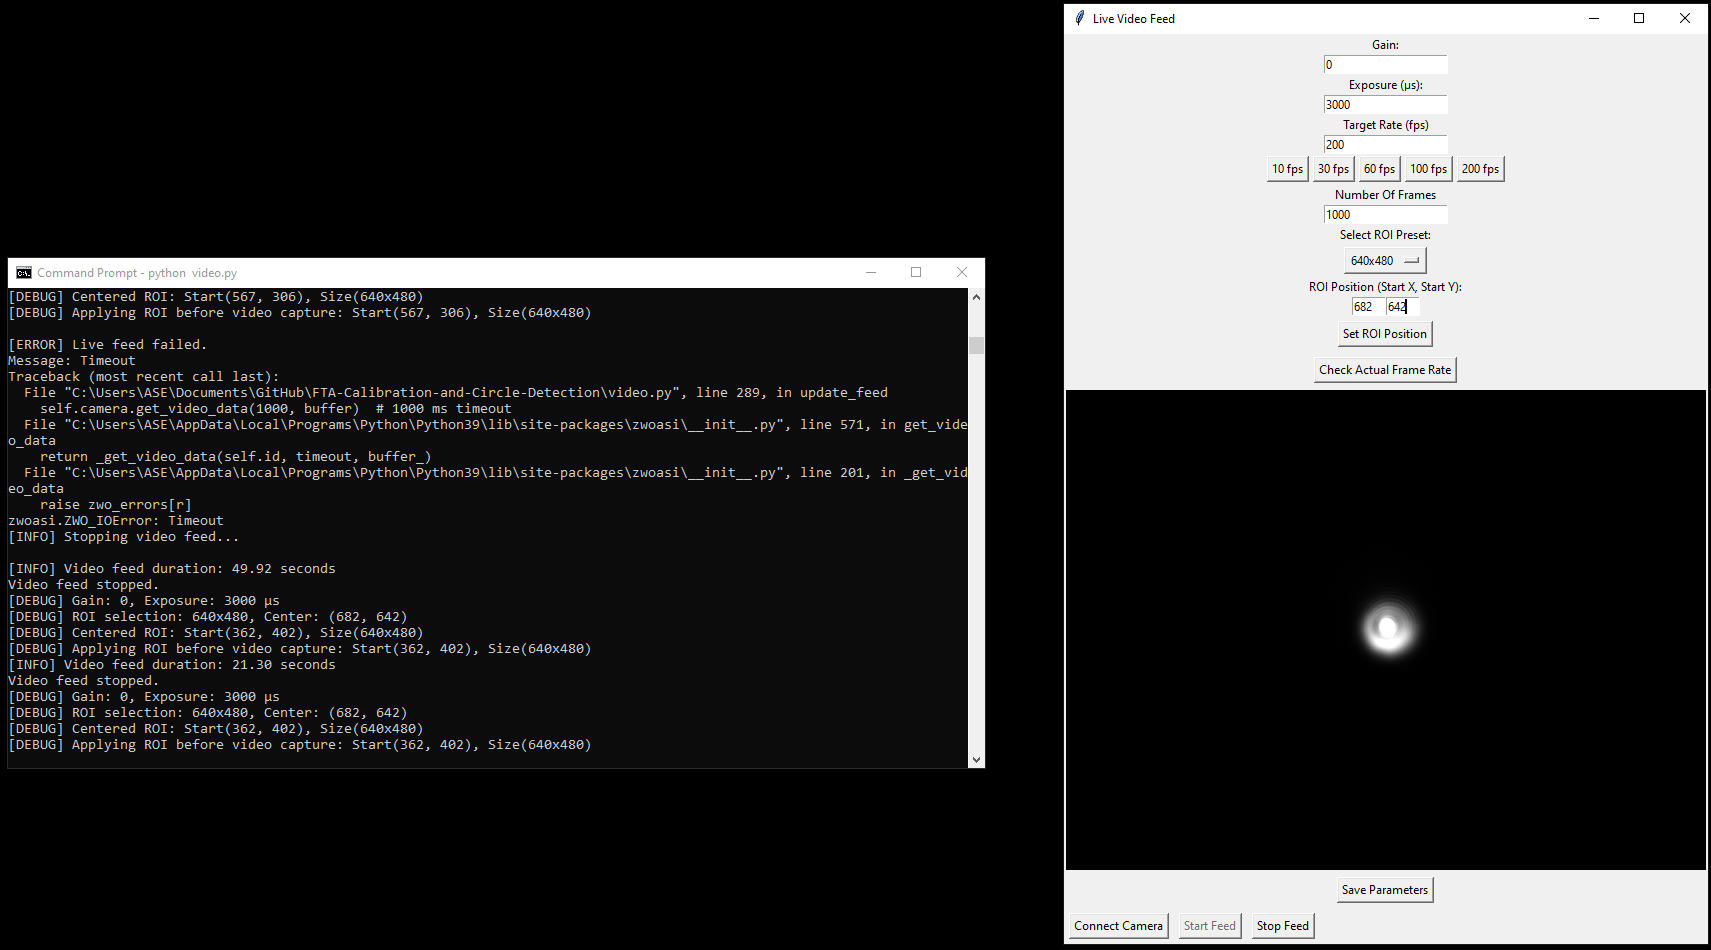 Command Prompt - python  video.py
[DEBUG] Centered ROI: Start(567, 306), Size(640x480)
[DEBUG] Applying ROI before video capture: Start(567, 306), Size(640x480)
[ERROR] Live feed failed.
Message: Timeout
Traceback (most recent call last):
  File "C:\Users\ASE\Documents\GitHub\FTA-Calibration-and-Circle-Detection\video.py", line 289, in update_feed
    self.camera.get_video_data(1000, buffer)  # 1000 ms timeout
  File "C:\Users\ASE\AppData\Local\Programs\Python\Python39\lib\site-packages\zwoasi\__init__.py", line 571, in get_vide
o_data
    return _get_video_data(self.id, timeout, buffer_)
  File "C:\Users\ASE\AppData\Local\Programs\Python\Python39\lib\site-packages\zwoasi\__init__.py", line 201, in _get_vid
eo_data
    raise zwo_errors[r]
zwoasi.ZWO_IOError: Timeout
[INFO] Stopping video feed...
[INFO] Video feed duration: 49.92 seconds
Video feed stopped.
[DEBUG] Gain: 0, Exposure: 3000 µs
[DEBUG] ROI selection: 640x480, Center: (682, 642)
[DEBUG] Centered ROI: Start(362, 402), Size(640x480)
[DEBUG] Applying ROI before video capture: Start(362, 402), Size(640x480)
[INFO] Video feed duration: 21.30 seconds
Video feed stopped.
[DEBUG] Gain: 0, Exposure: 3000 µs
[DEBUG] ROI selection: 640x480, Center: (682, 642)
[DEBUG] Centered ROI: Start(362, 402), Size(640x480)
[DEBUG] Applying ROI before video capture: Start(362, 402), Size(640x480)
Live Video Feed
Gain:
0
Exposure (µs):
3000
Target Rate (fps)
200
10 fps 30 fps 60 fps 100 fps 200 fps
Number Of Frames
1000
Select ROI Preset:
640x480
ROI Position (Start X, Start Y):
682 642
Set ROI Position
Check Actual Frame Rate
Save Parameters
Connect Camera Start Feed Stop Feed